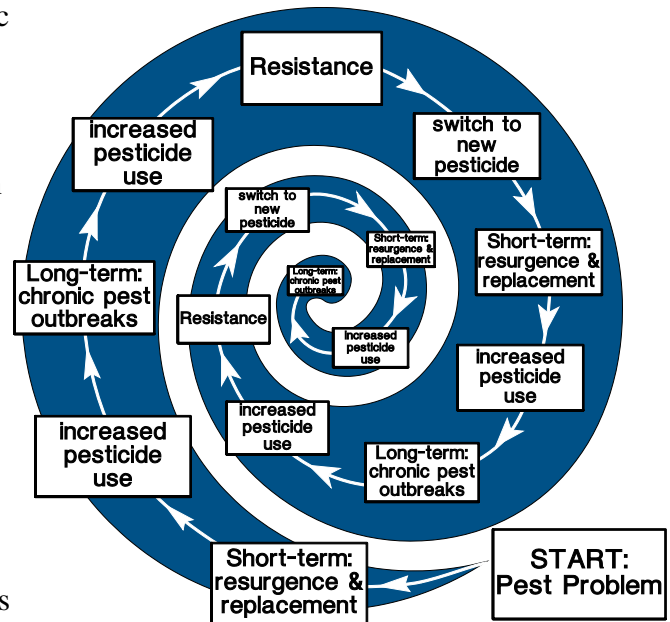 START:
Pest Problem
Short-term:
resurgence &
replacement
increased
pesticide
use
Long-term:
chronic pest
outbreaks
increased
pesticide
use
Resistance
switch to
new
pesticide
Short-term:
resurgence &
replacement
increased
pesticide
use
Long-term:
chronic pest
outbreaks
increased
pesticide
use
Resistance
switch to
new
pesticide
Short-term:
resurgence &
replacement
increased
pesticide
use
Long-term:
chronic pest
outbreaks
c
s